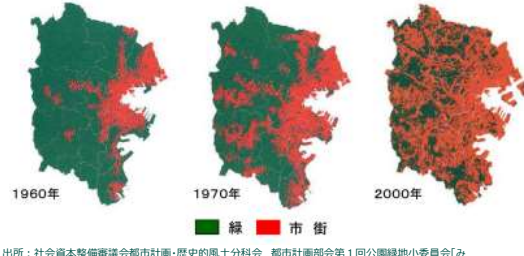 1960年 1970年 2000年
緑 市街
出所：社会資本整備審議会都市計画・歴史的風土分科会 都市計画部会第1回公園緑地小委員会「み